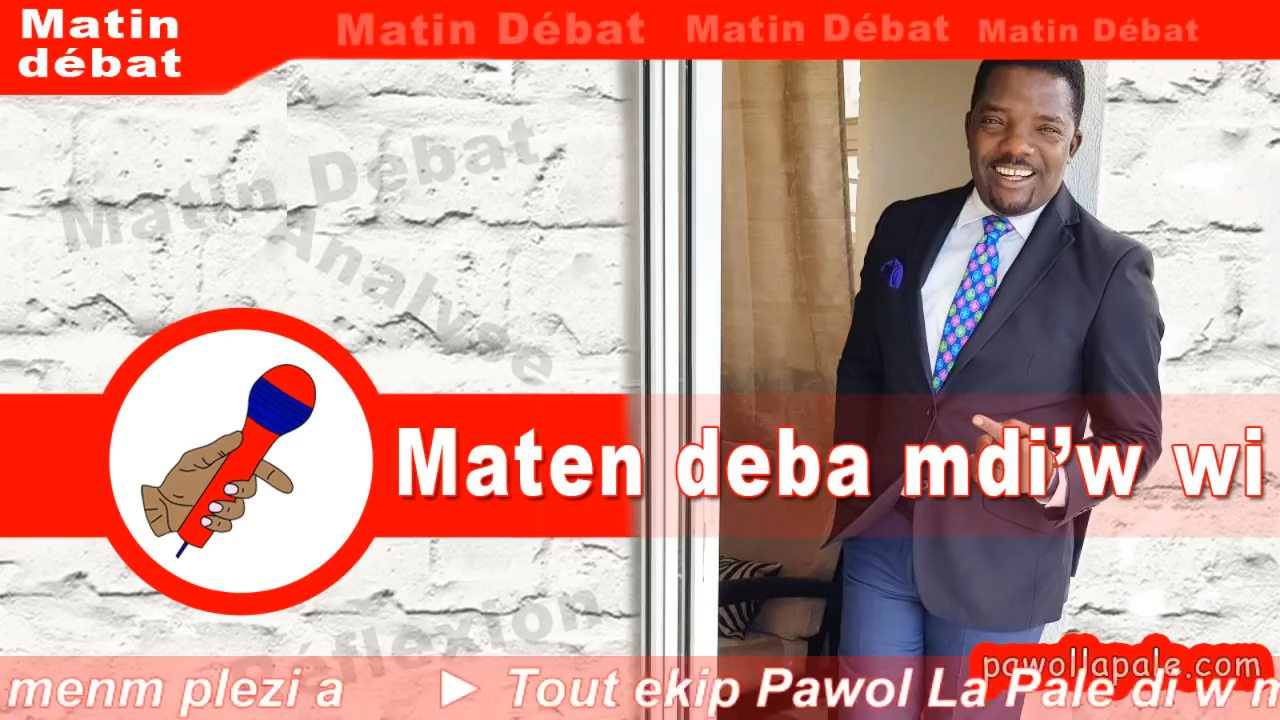 Matin
débat
Matin Débat Matin Débat Matin Débat
Matin Debat
Analyse
Maten deba mdi’w wi
Réflexion
pawollapale.com
menm plezi a ► Tout ekip Pawol La Pale di w m